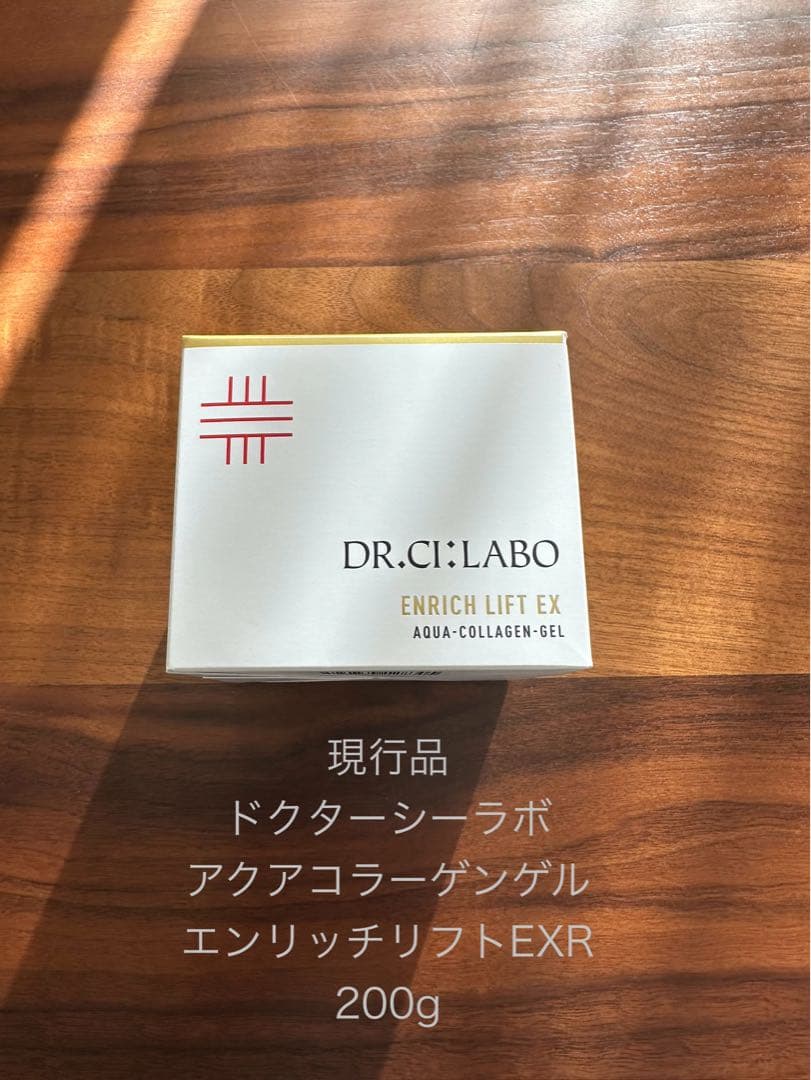 DR.CI:LABO
ENRICH LIFT EX
AQUA-COLLAGEN-GEL
現行品
ドクターシーラボ
アクアコラーゲンゲル
エンリッチリフトEXR
200g